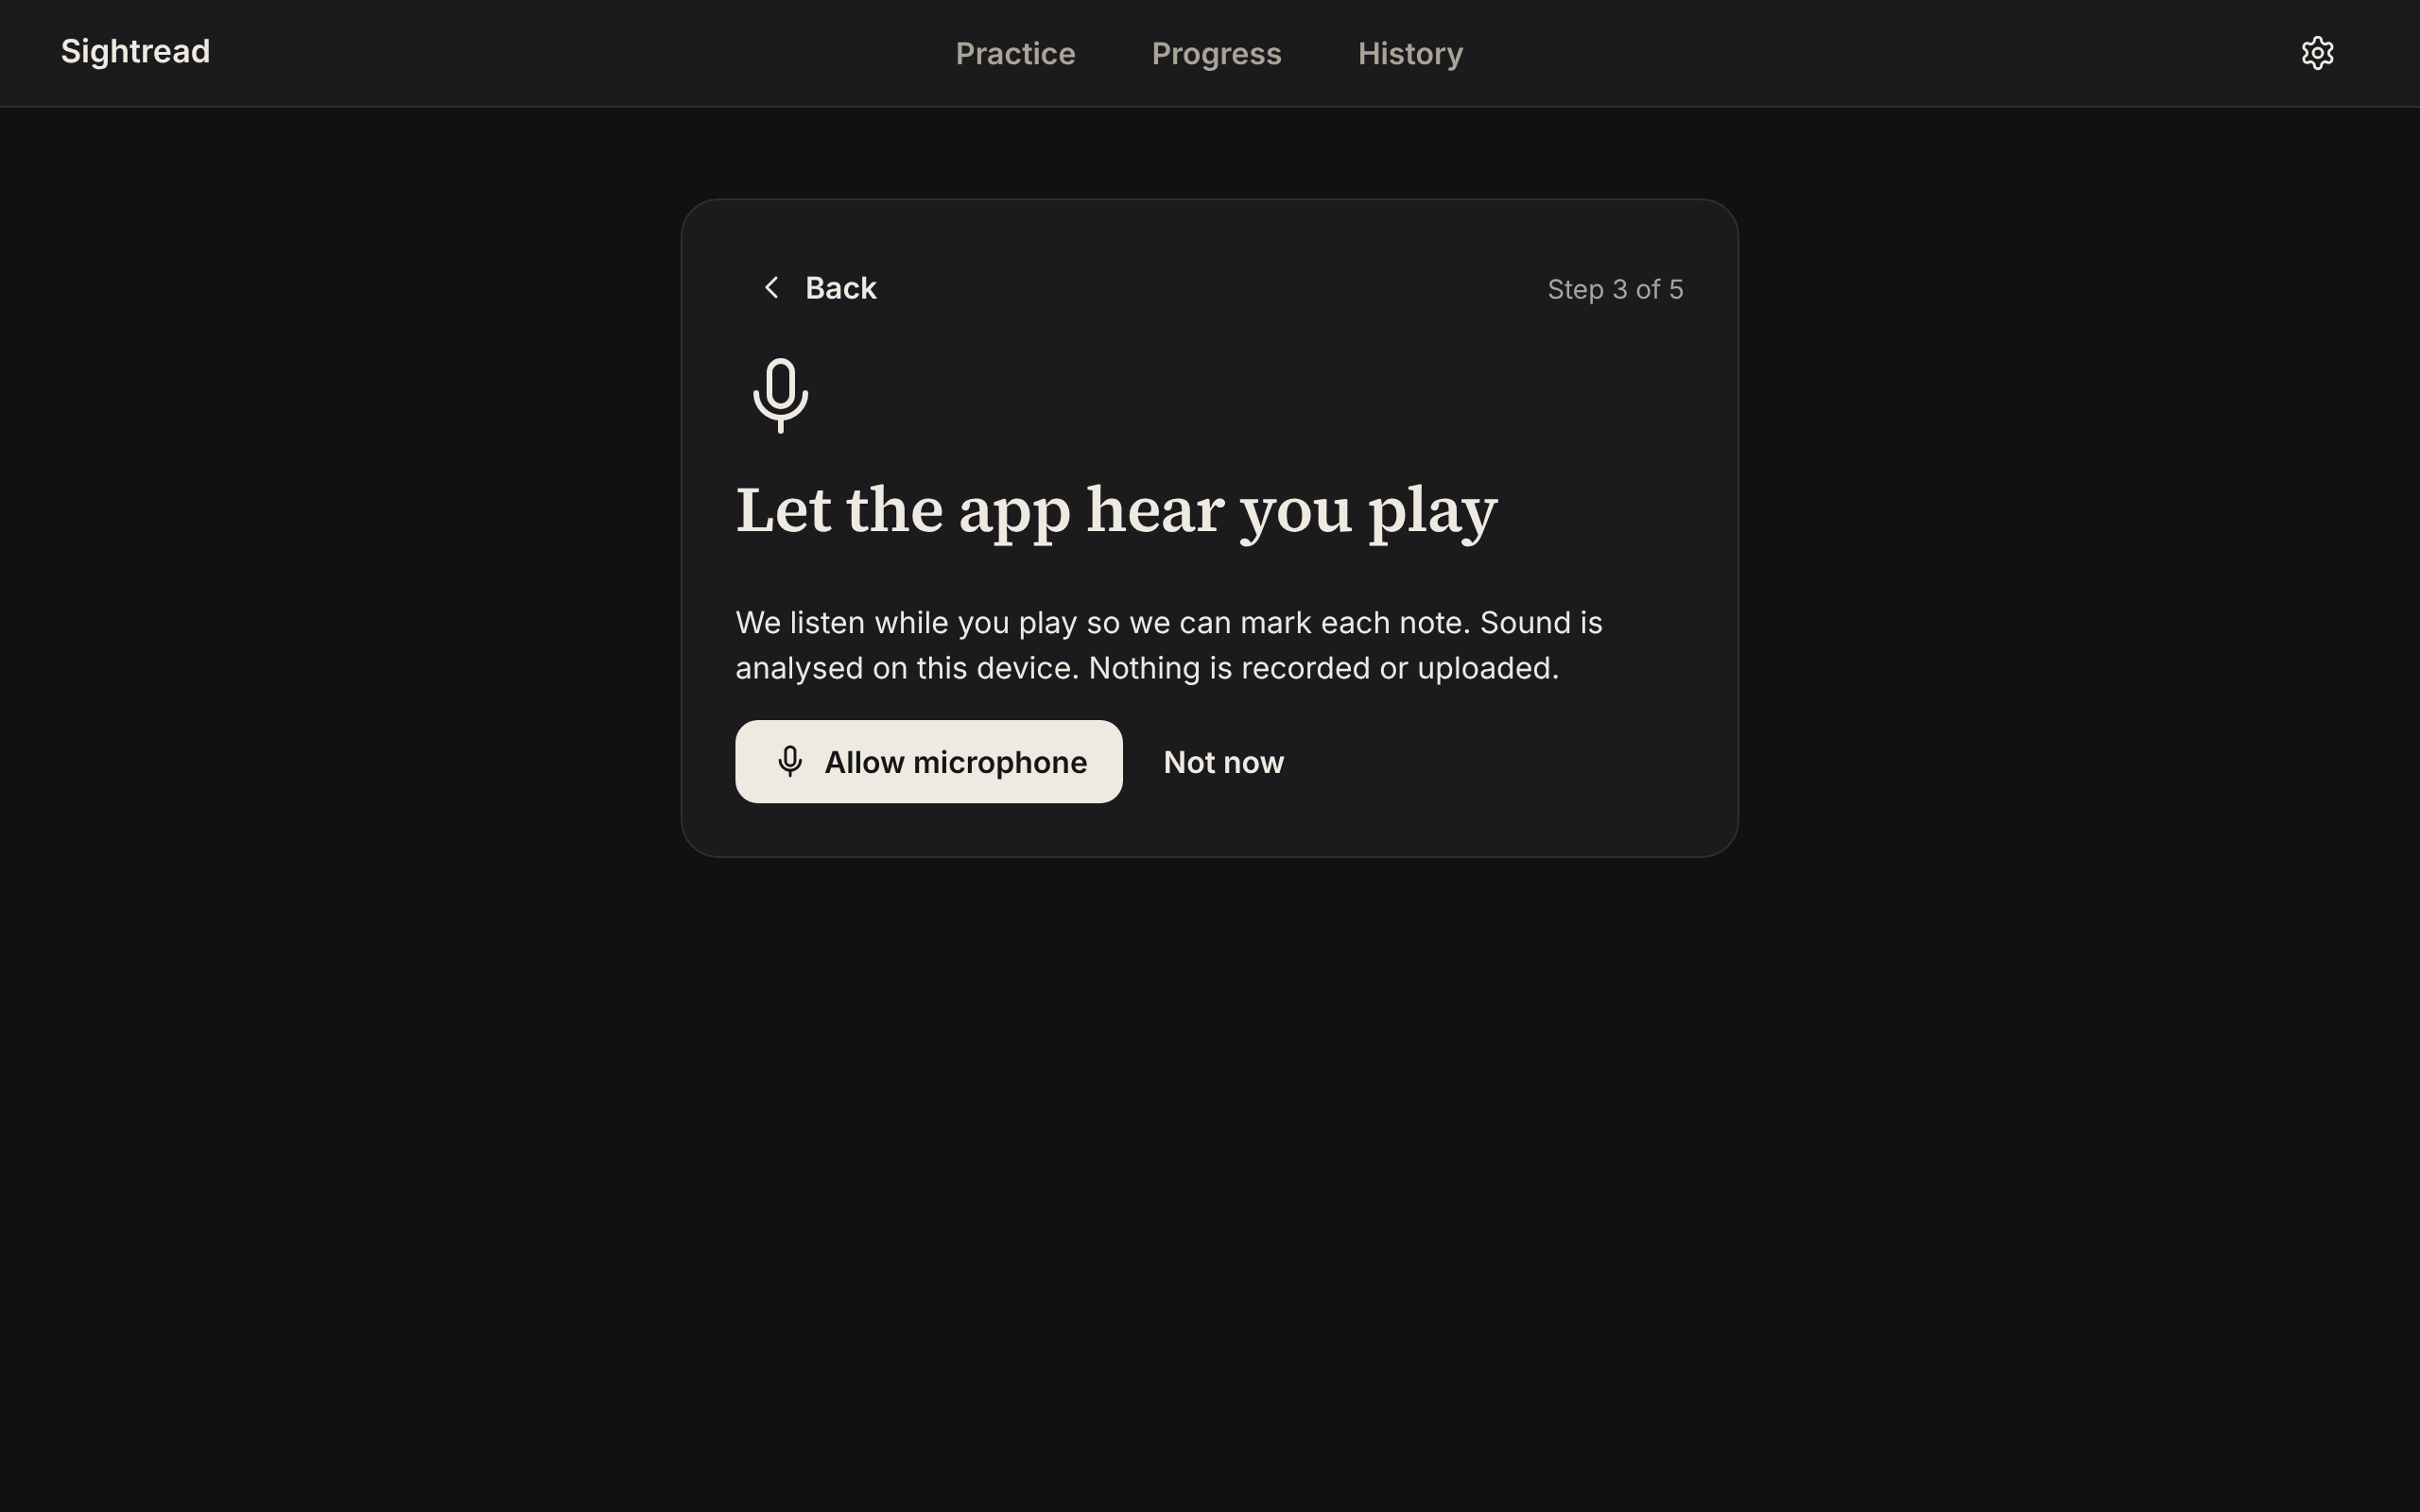 Sightread
Practice
Progress
History
Back
Step 3 of 5
Let the app hear you play
We listen while you play so we can mark each note. Sound is
analysed on this device. Nothing is recorded or uploaded.
Allow microphone
Not now